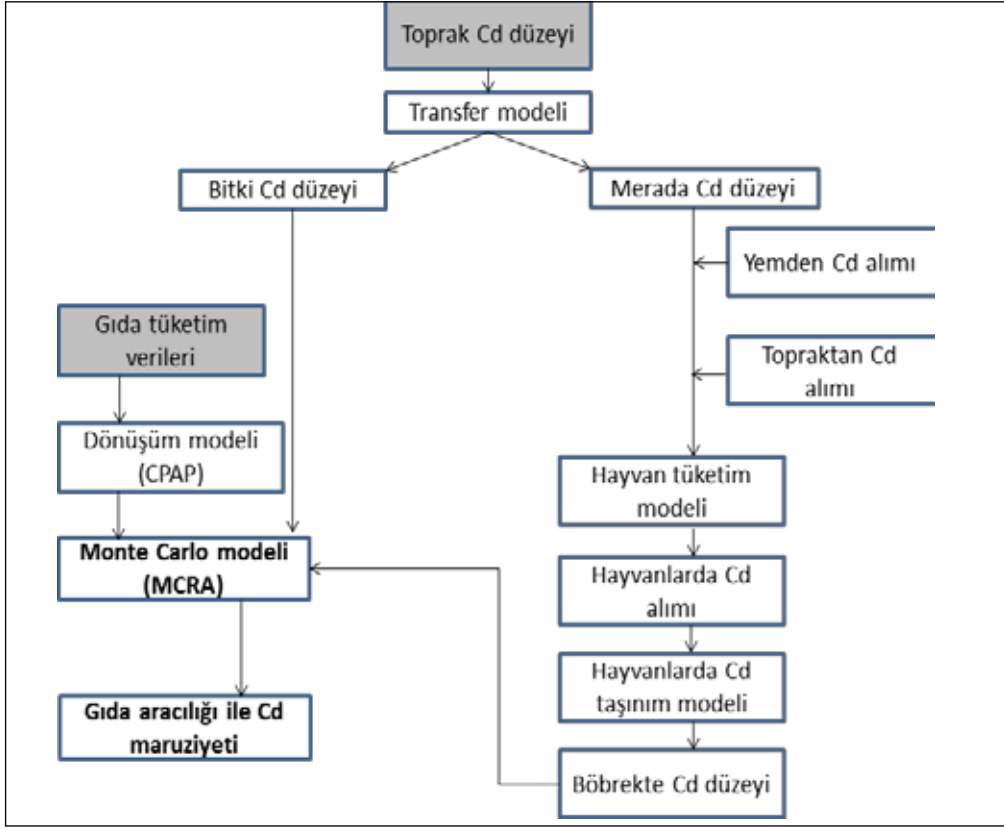 Toprak Cd düzeyi
Transfer modeli
Bitki Cd düzeyi
Merada Cd düzeyi
Yemden Cd alımı
Gıda tüketim
verileri
Topraktan Cd
alımı
Dönüşüm modeli
(CPAP)
Hayvan tüketim
modeli
Monte Carlo modeli
(MCRA)
Hayvanlarda Cd
alımı
Hayvanlarda Cd
taşınım modeli
Gıda aracılığı ile Cd
maruziyeti
Böbrekte Cd düzeyi